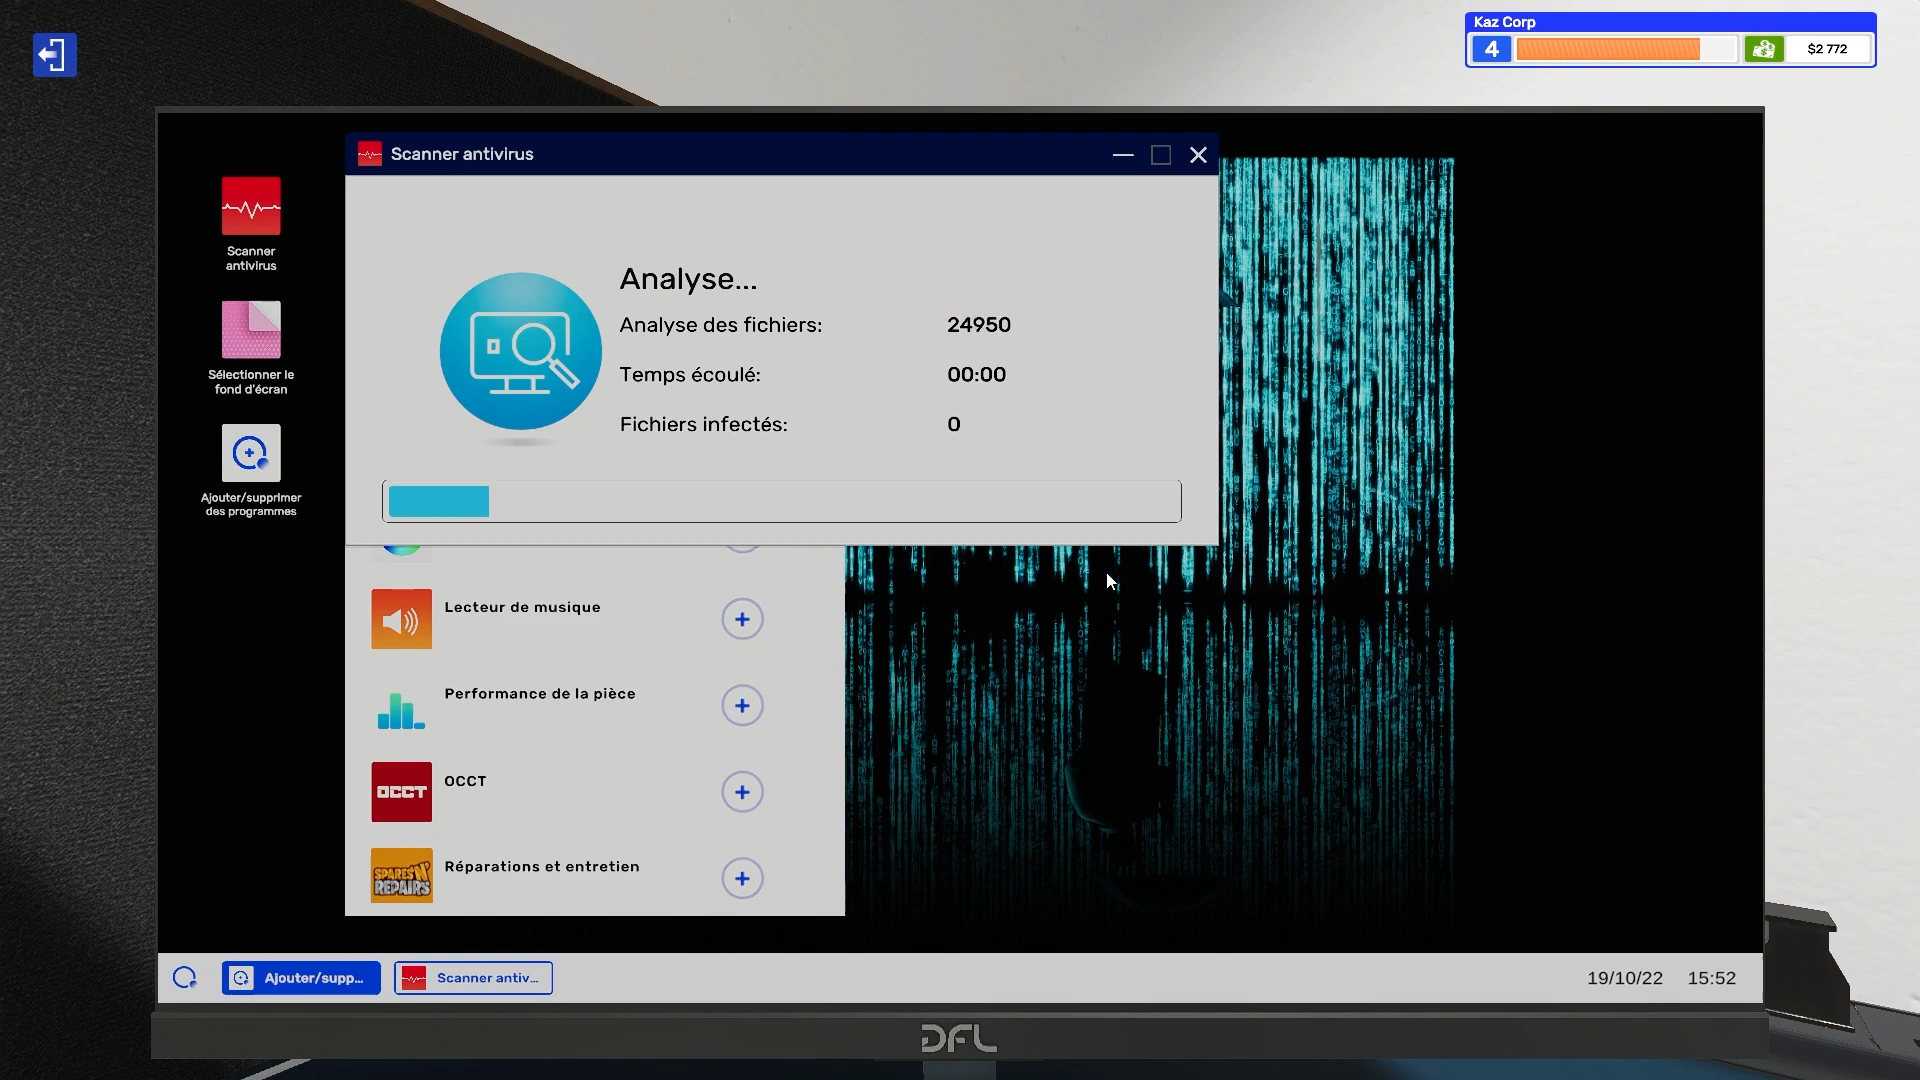 Kaz Corp
4
$2 772
Scanner antivirus
Scanner
antivirus
Sélectionner le
fond d'écran
Ajouter/supprimer
des programmes
Analyse...
Analyse des fichiers: 24950
Temps écoulé: 00:00
Fichiers infectés: 0
Lecteur de musique
Performance de la pièce
OCCT
OCCT
SPARES'N'
REPAIRS
Réparations et entretien
Ajouter/supp...
Scanner antiv...
19/10/22 15:52
DFL